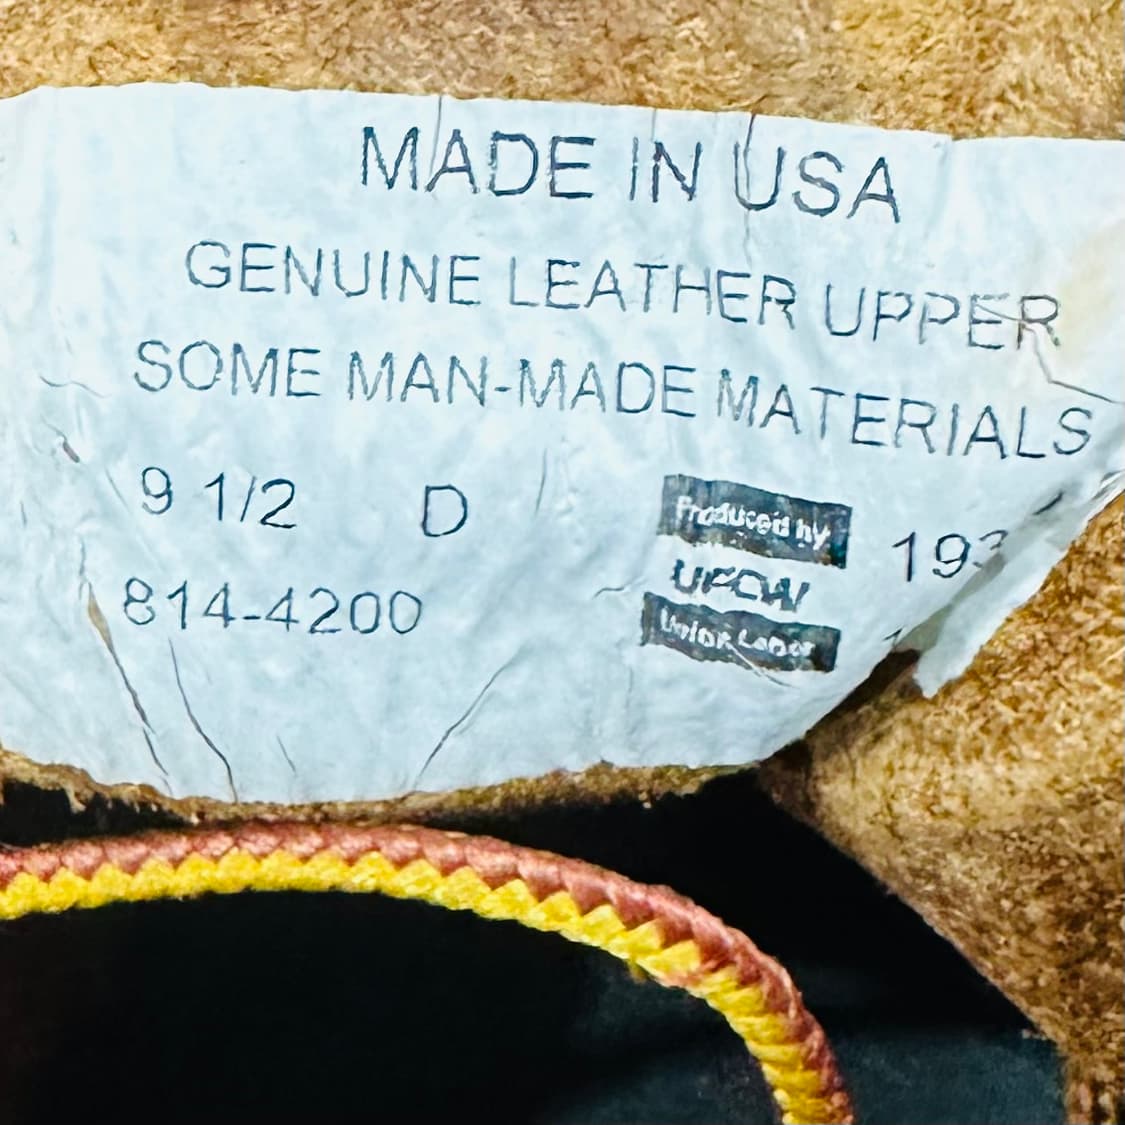 MADE IN USA
GENUINE LEATHER UPPER
SOME MAN-MADE MATERIALS
9 1/2 D
814-4200
Produced by
UFCW
Union Labor